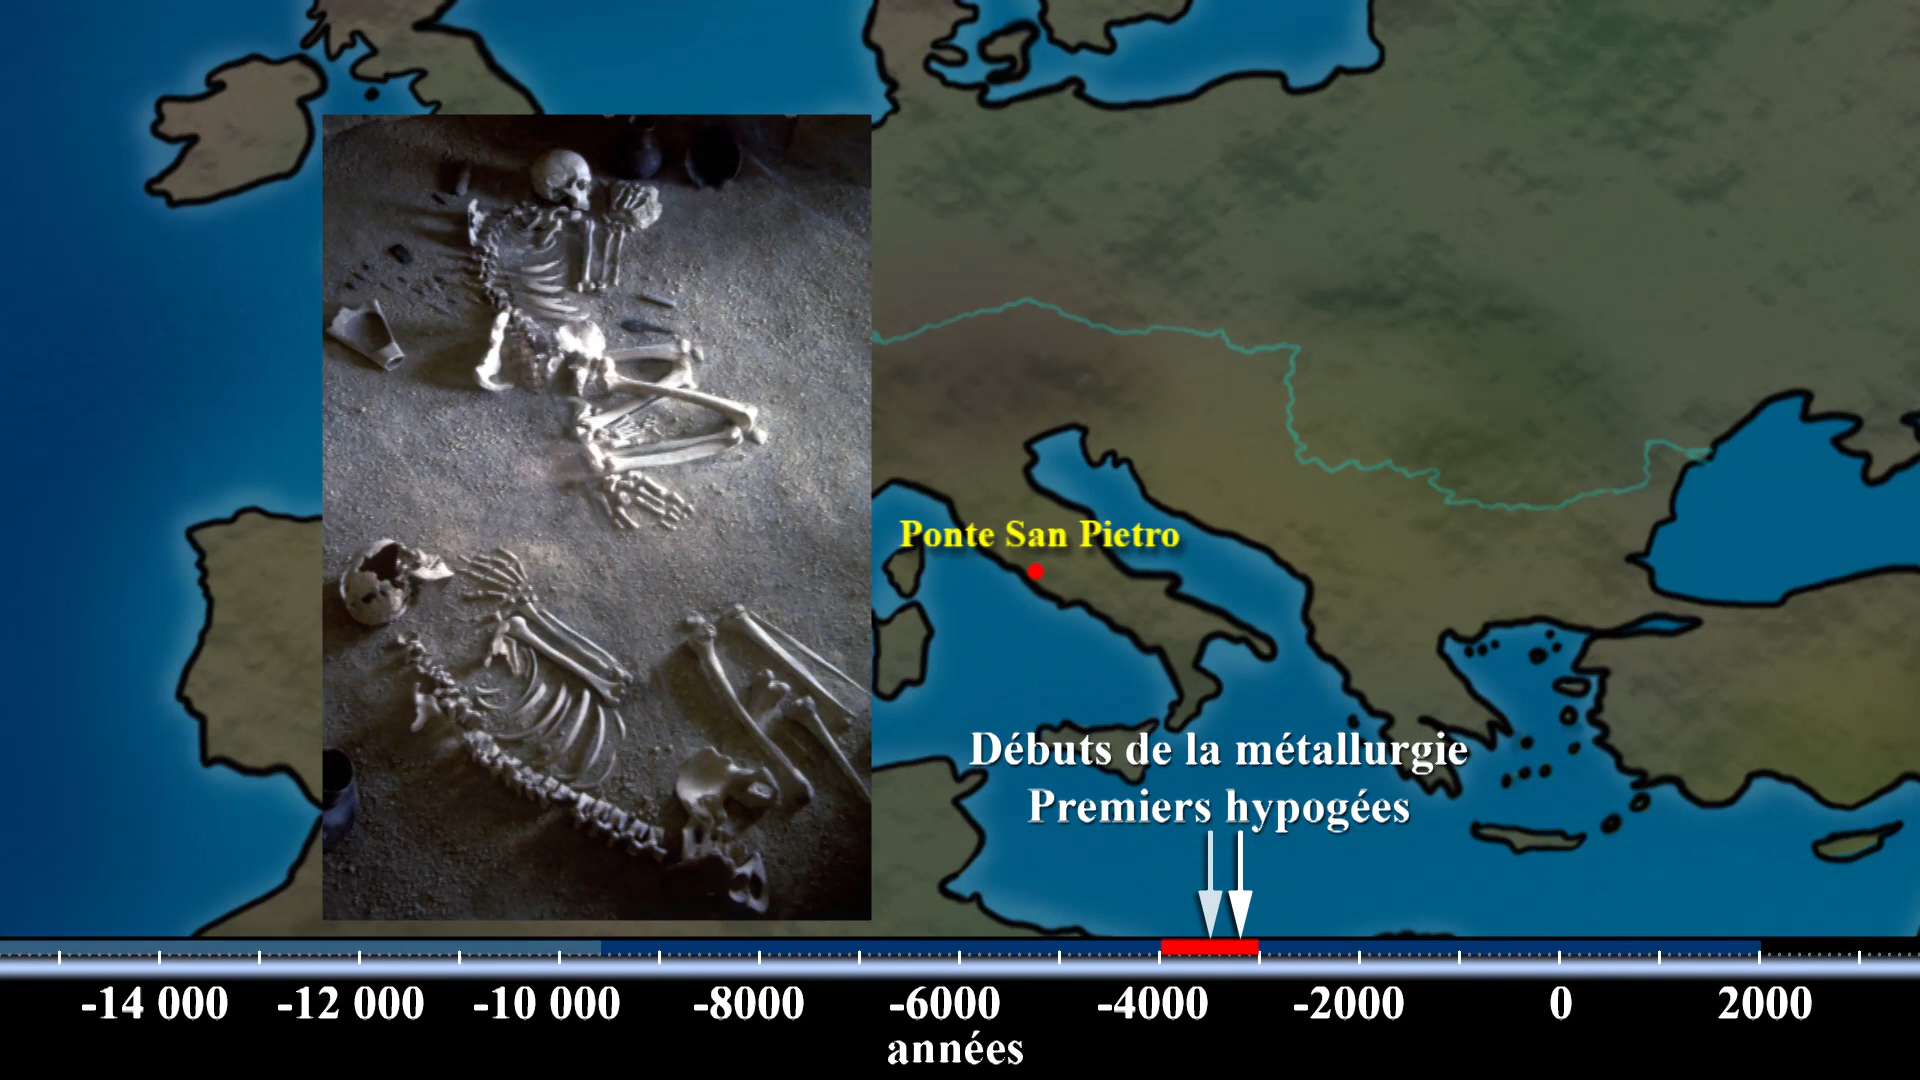 Ponte San Pietro
Débuts de la métallurgie
Premiers hypogées
-14 000 -12 000 -10 000 -8000 -6000 -4000 -2000 0 2000
années